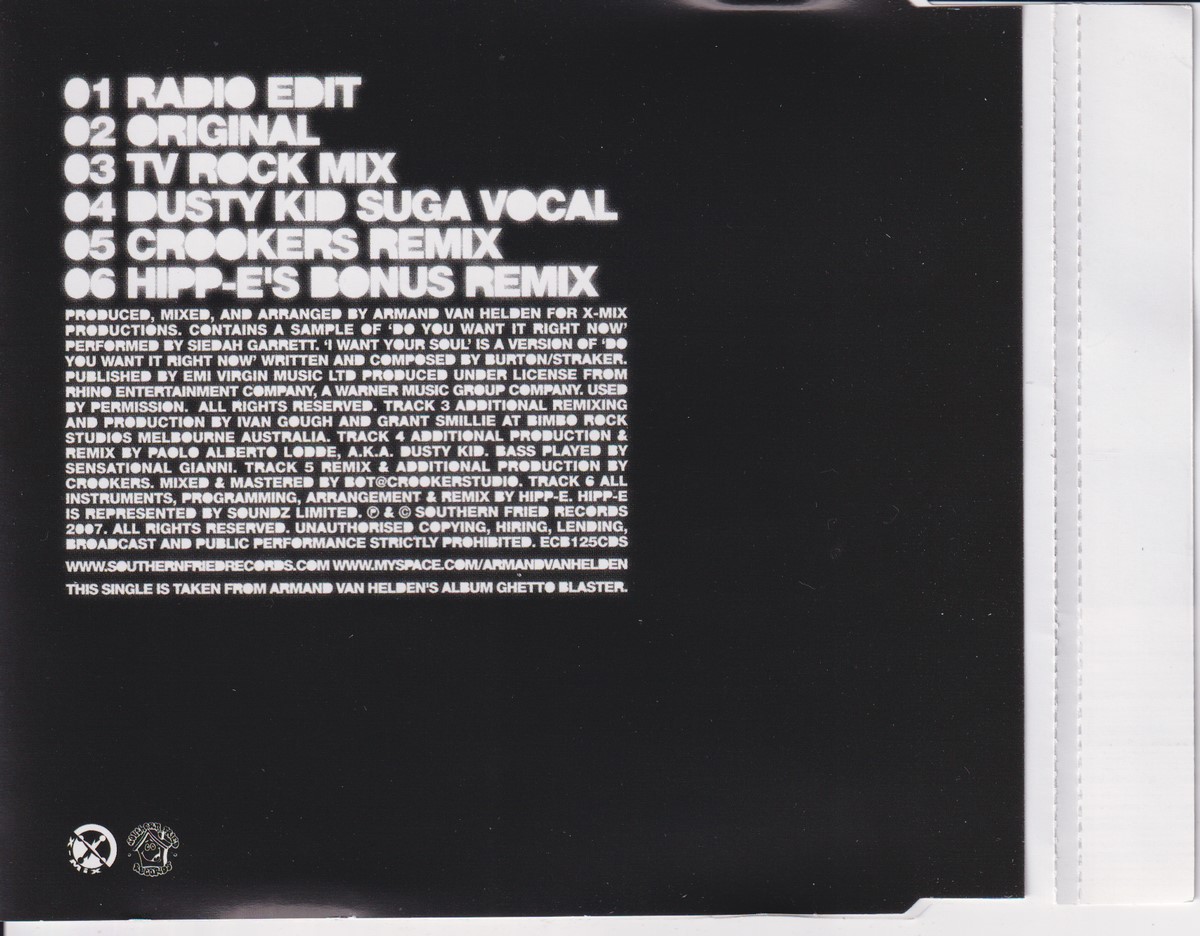 01 RADIO EDIT
02 ORIGINAL
03 TV ROCK MIX
04 DUSTY KID SUGA VOCAL
05 CROOKERS REMIX
06 HIPP-E'S BONUS REMIX
PRODUCED, MIXED, AND ARRANGED BY ARMAND VAN HELDEN FOR X-MIX
PRODUCTIONS. CONTAINS A SAMPLE OF 'DO YOU WANT IT RIGHT NOW'
PERFORMED BY SIEDAH GARRETT. 'I WANT YOUR SOUL' IS A VERSION OF 'DO
YOU WANT IT RIGHT NOW' WRITTEN AND COMPOSED BY BURTON/STRAKER.
PUBLISHED BY EMI VIRGIN MUSIC LTD PRODUCED UNDER LICENSE FROM
RHINO ENTERTAINMENT COMPANY, A WARNER MUSIC GROUP COMPANY. USED
BY PERMISSION. ALL RIGHTS RESERVED. TRACK 3 ADDITIONAL REMIXING
AND PRODUCTION BY IVAN GOUGH AND GRANT SMILLIE AT BIMBO ROCK
STUDIOS MELBOURNE AUSTRALIA. TRACK 4 ADDITIONAL PRODUCTION &
REMIX BY PAOLO ALBERTO LODDE, A.K.A. DUSTY KID. BASS PLAYED BY
SENSATIONAL GIANNI. TRACK 5 REMIX & ADDITIONAL PRODUCTION BY
CROOKERS. MIXED & MASTERED BY BOT@CROOKERSTUDIO. TRACK 6 ALL
INSTRUMENTS, PROGRAMMING, ARRANGEMENT & REMIX BY HIPP-E. HIPP-E
IS REPRESENTED BY SOUNDZ LIMITED. ℗ & © SOUTHERN FRIED RECORDS
2007. ALL RIGHTS RESERVED. UNAUTHORISED COPYING, HIRING, LENDING,
BROADCAST AND PUBLIC PERFORMANCE STRICTLY PROHIBITED. ECB125CDS
WWW.SOUTHERNFRIEDRECORDS.COM WWW.MYSPACE.COM/ARMANDVANHELDEN
THIS SINGLE IS TAKEN FROM ARMAND VAN HELDEN'S ALBUM GHETTO BLASTER.
X-MIX
SOUTHERN FRIED
RECORDS